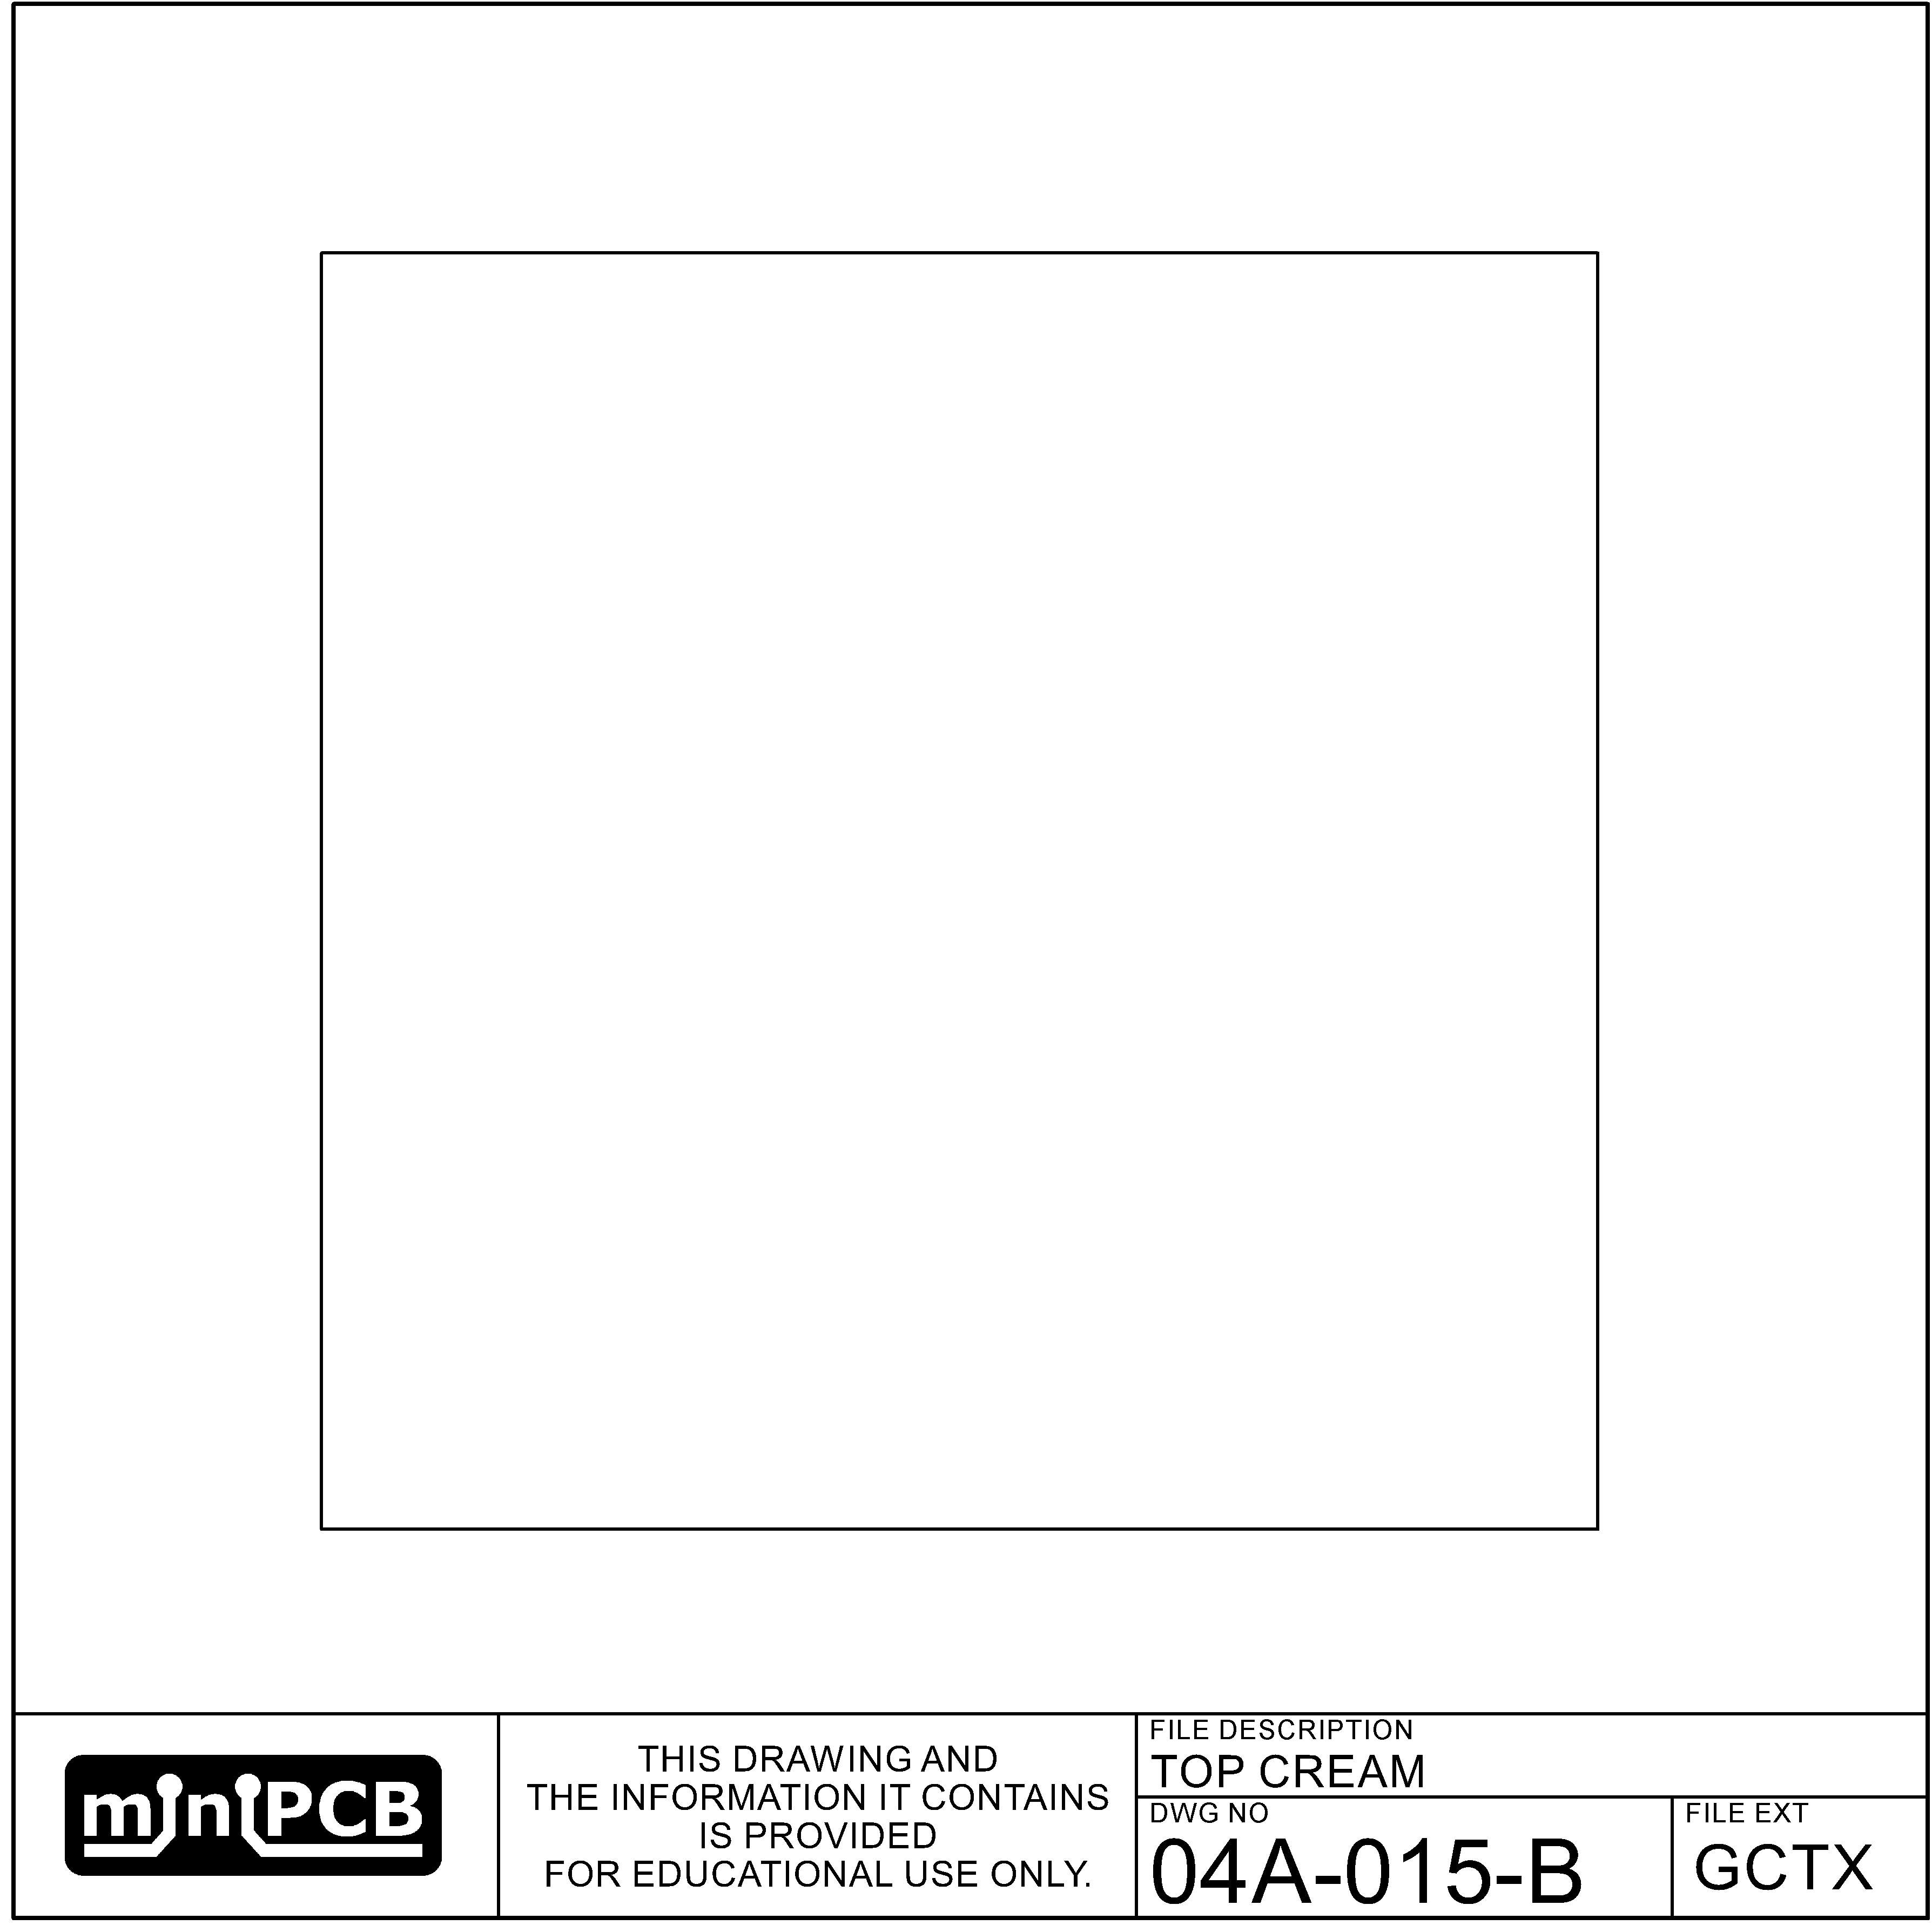 miniPCB
THIS DRAWING AND
THE INFORMATION IT CONTAINS
IS PROVIDED
FOR EDUCATIONAL USE ONLY.
FILE DESCRIPTION
TOP CREAM
DWG NO
04A-015-B
FILE EXT
GCTX